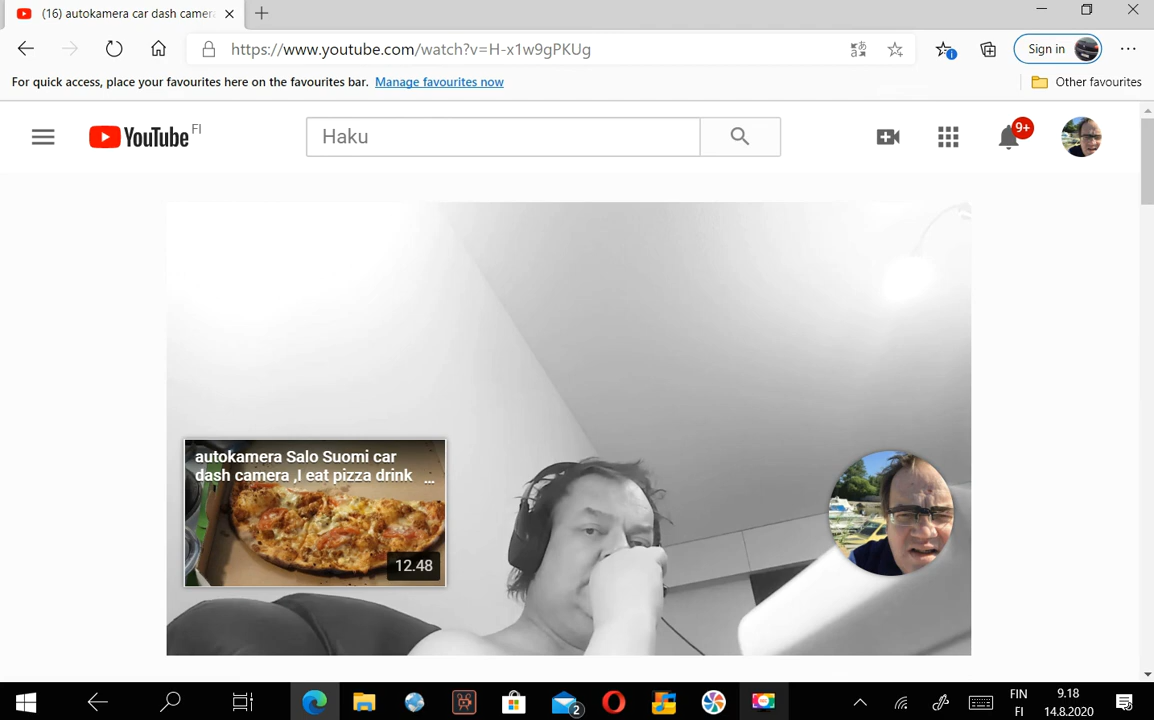 (16) autokamera car dash camera
https://www.youtube.com/watch?v=H-x1w9gPKUg
Sign in
For quick access, place your favourites here on the favourites bar. Manage favourites now
Other favourites
YouTube FI
Haku
9+
autokamera Salo Suomi car
dash camera ,I eat pizza drink ...
12.48
2
FIN
FI
9.18
14.8.2020